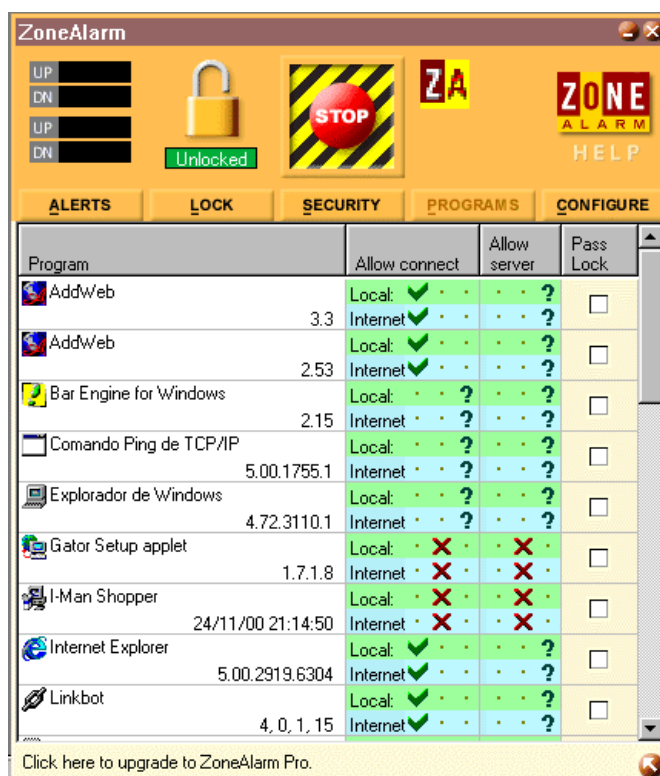 ZoneAlarm
UP
DN
UP
DN
Unlocked
STOP
ZA
ZONE
ALARM
HELP
ALERTS LOCK SECURITY PROGRAMS CONFIGURE
Program Allow connect Allow server Pass Lock
AddWeb Local: ?
3.3 Internet ?
AddWeb Local: ?
2.53 Internet ?
Bar Engine for Windows Local: ? ?
2.15 Internet ? ?
Comando Ping de TCP/IP Local: ? ?
5.00.1755.1 Internet ? ?
Explorador de Windows Local: ? ?
4.72.3110.1 Internet ? ?
Gator Setup applet Local:
1.7.1.8 Internet
I-Man Shopper Local:
24/11/00 21:14:50 Internet
Internet Explorer Local: ?
5.00.2919.6304 Internet ?
Linkbot Local: ?
4, 0, 1, 15 Internet ?
Click here to upgrade to ZoneAlarm Pro.